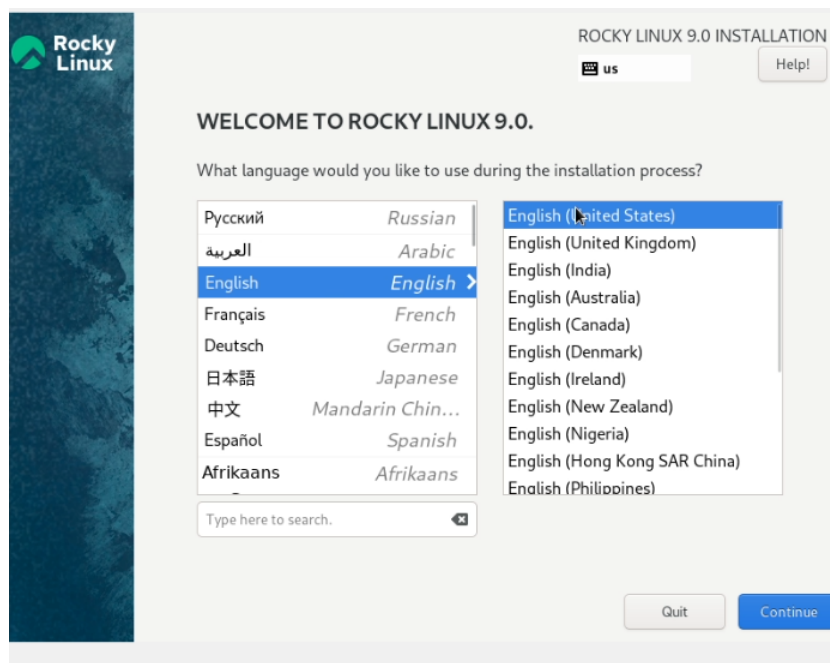 Rocky
Linux
ROCKY LINUX 9.0 INSTALLATION
us
Help!
WELCOME TO ROCKY LINUX 9.0.
What language would you like to use during the installation process?
Русский Russian
العربية Arabic
English English
Français French
Deutsch German
日本語 Japanese
中文 Mandarin Chin...
Español Spanish
Afrikaans Afrikaans
English (United States)
English (United Kingdom)
English (India)
English (Australia)
English (Canada)
English (Denmark)
English (Ireland)
English (New Zealand)
English (Nigeria)
English (Hong Kong SAR China)
English (Philippines)
Type here to search.
Quit
Continue